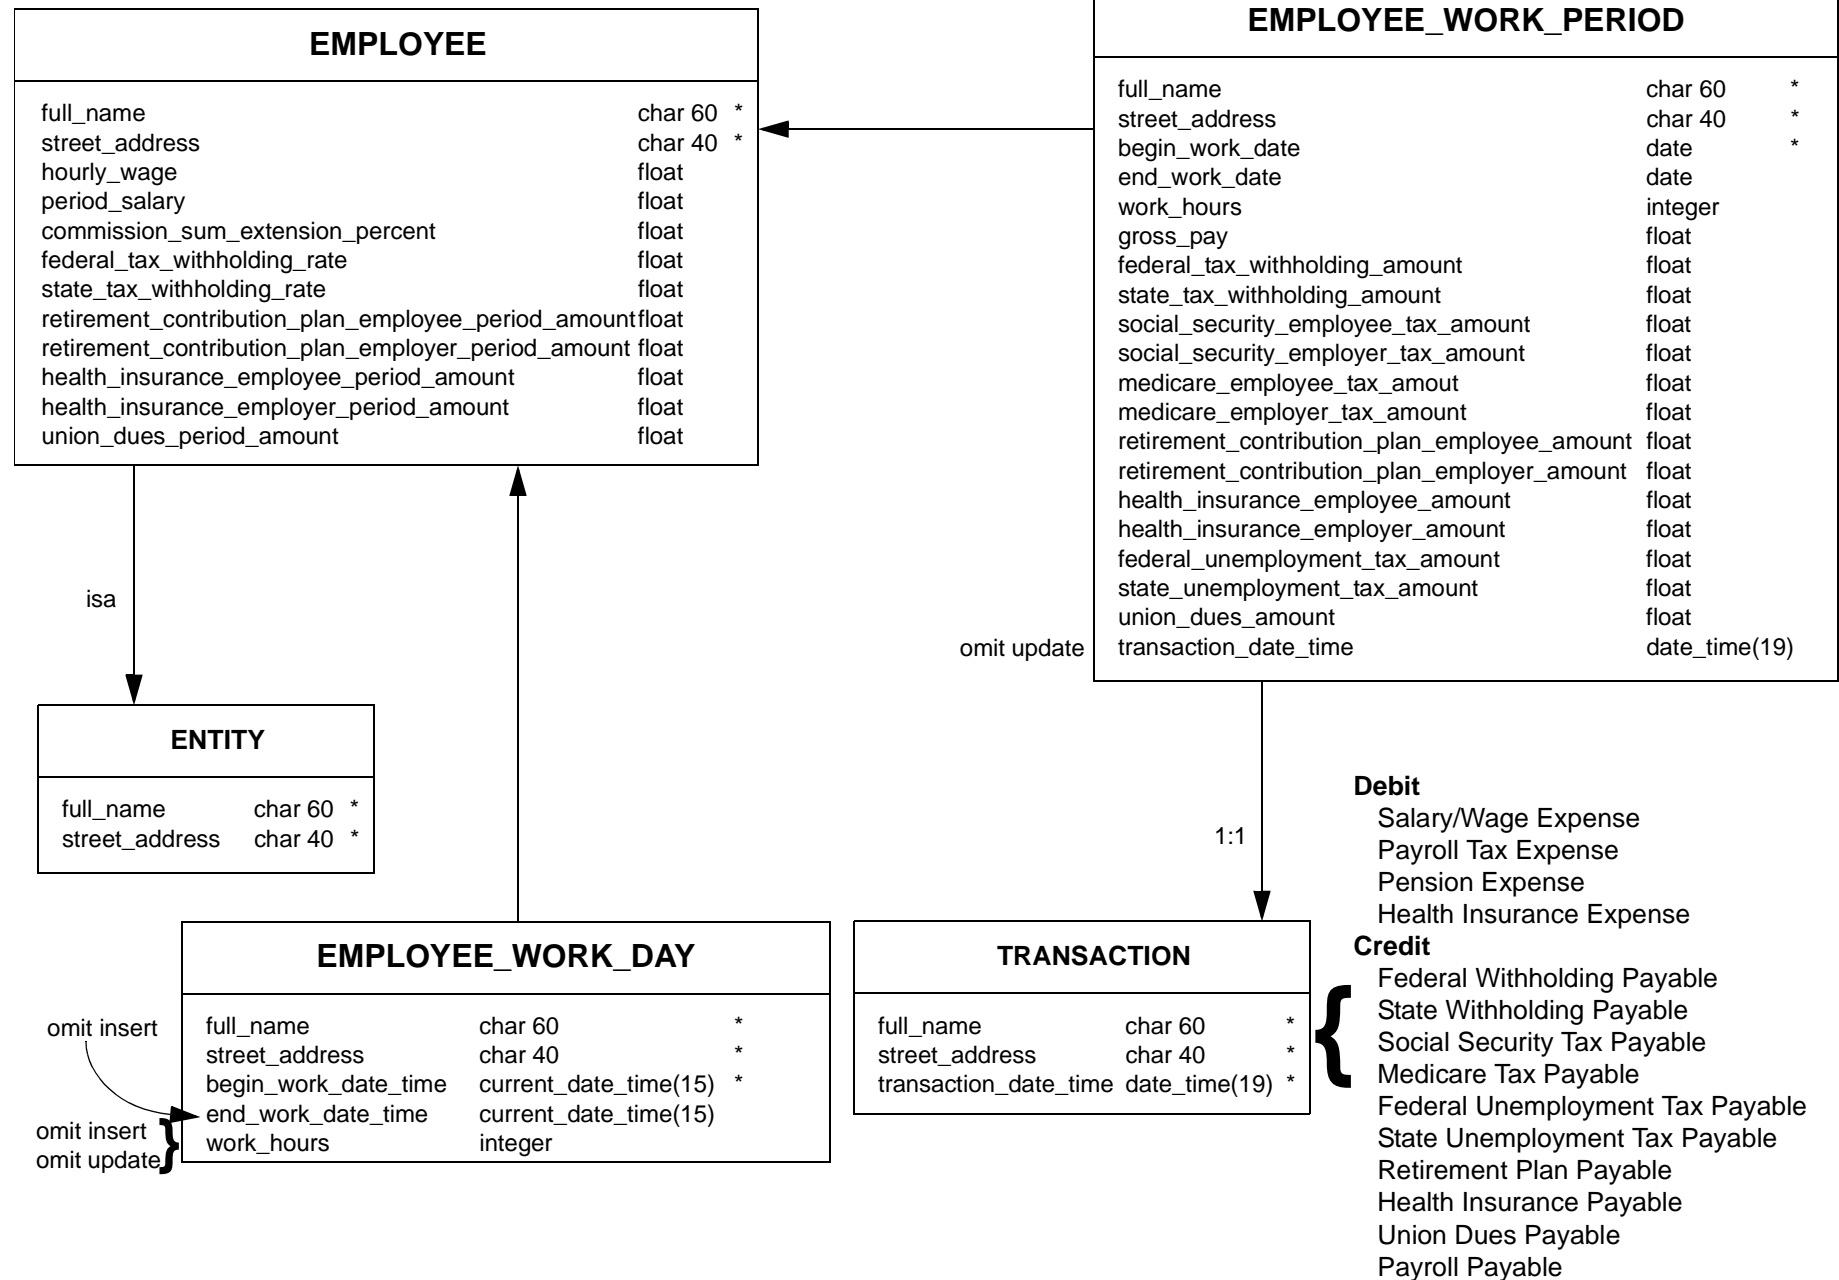 EMPLOYEE
full_name char 60 *
street_address char 40 *
hourly_wage float
period_salary float
commission_sum_extension_percent float
federal_tax_withholding_rate float
state_tax_withholding_rate float
retirement_contribution_plan_employee_period_amount float
retirement_contribution_plan_employer_period_amount float
health_insurance_employee_period_amount float
health_insurance_employer_period_amount float
union_dues_period_amount float
EMPLOYEE_WORK_PERIOD
full_name char 60 *
street_address char 40 *
begin_work_date date *
end_work_date date
work_hours integer
gross_pay float
federal_tax_withholding_amount float
state_tax_withholding_amount float
social_security_employee_tax_amount float
social_security_employer_tax_amount float
medicare_employee_tax_amout float
medicare_employer_tax_amount float
retirement_contribution_plan_employee_amount float
retirement_contribution_plan_employer_amount float
health_insurance_employee_amount float
health_insurance_employer_amount float
federal_unemployment_tax_amount float
state_unemployment_tax_amount float
union_dues_amount float
omit update transaction_date_time date_time(19)
isa
ENTITY
full_name char 60 *
street_address char 40 *
1:1
EMPLOYEE_WORK_DAY
omit insert
full_name char 60 *
street_address char 40 *
begin_work_date_time current_date_time(15) *
end_work_date_time current_date_time(15)
work_hours integer
omit insert
omit update }
TRANSACTION
full_name char 60 *
street_address char 40 *
transaction_date_time date_time(19) *
{
Debit
Salary/Wage Expense
Payroll Tax Expense
Pension Expense
Health Insurance Expense
Credit
Federal Withholding Payable
State Withholding Payable
Social Security Tax Payable
Medicare Tax Payable
Federal Unemployment Tax Payable
State Unemployment Tax Payable
Retirement Plan Payable
Health Insurance Payable
Union Dues Payable
Payroll Payable